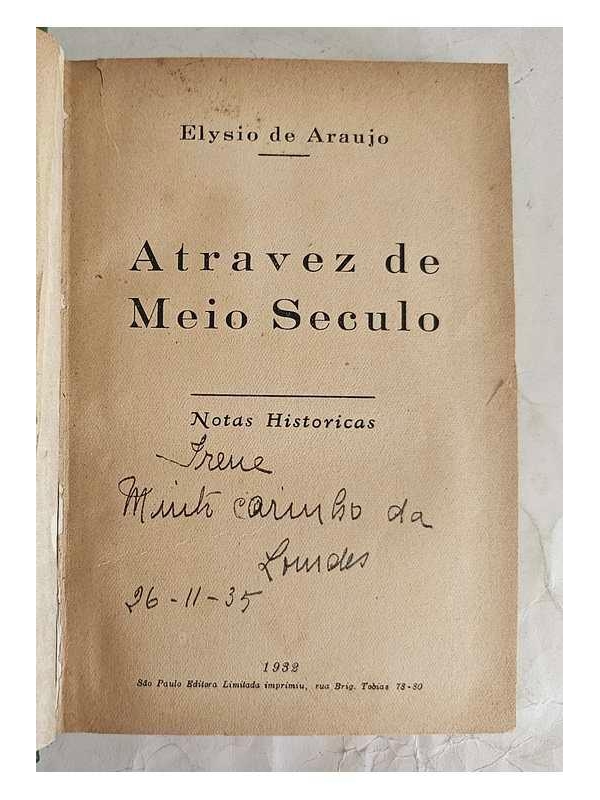 Elysio de Araujo
Atravez de
Meio Seculo
Notas Historicas
Irene
Muito carinho da
Lourdes
26-11-35
1932
São Paulo Editora Limitada imprimiu, rua Brig. Tobias 78-80